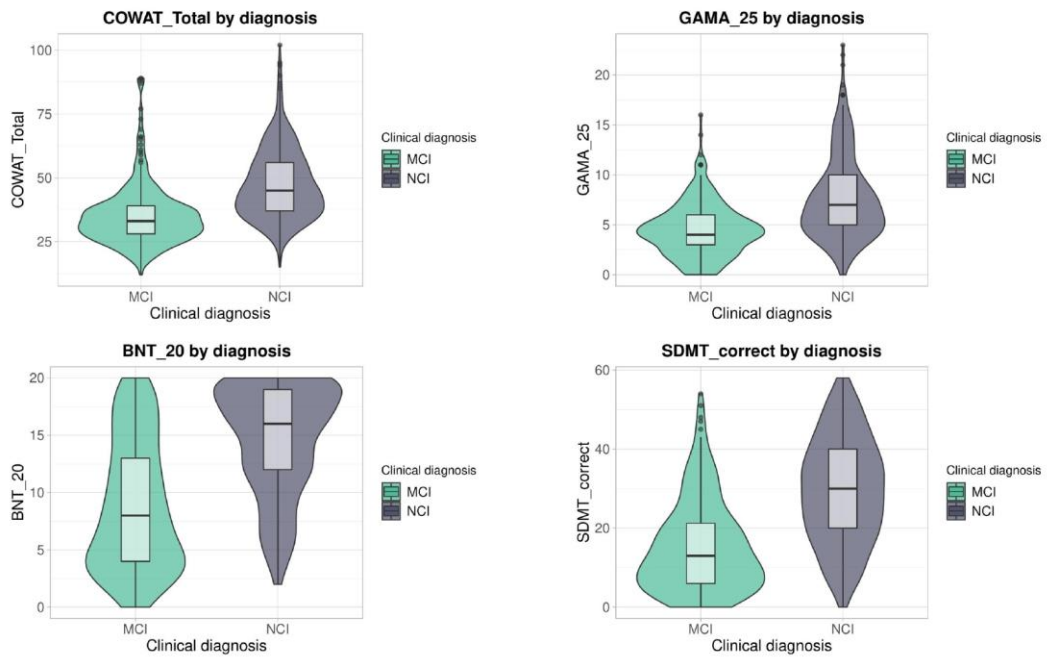 COWAT_Total by diagnosis
COWAT_Total
100
75
50
25
MCI
NCI
Clinical diagnosis
Clinical diagnosis
MCI
NCI
GAMA_25 by diagnosis
GAMA_25
20
15
10
5
0
MCI
NCI
Clinical diagnosis
Clinical diagnosis
MCI
NCI
BNT_20 by diagnosis
BNT_20
20
15
10
5
0
MCI
NCI
Clinical diagnosis
Clinical diagnosis
MCI
NCI
SDMT_correct by diagnosis
SDMT_correct
60
40
20
0
MCI
NCI
Clinical diagnosis
Clinical diagnosis
MCI
NCI